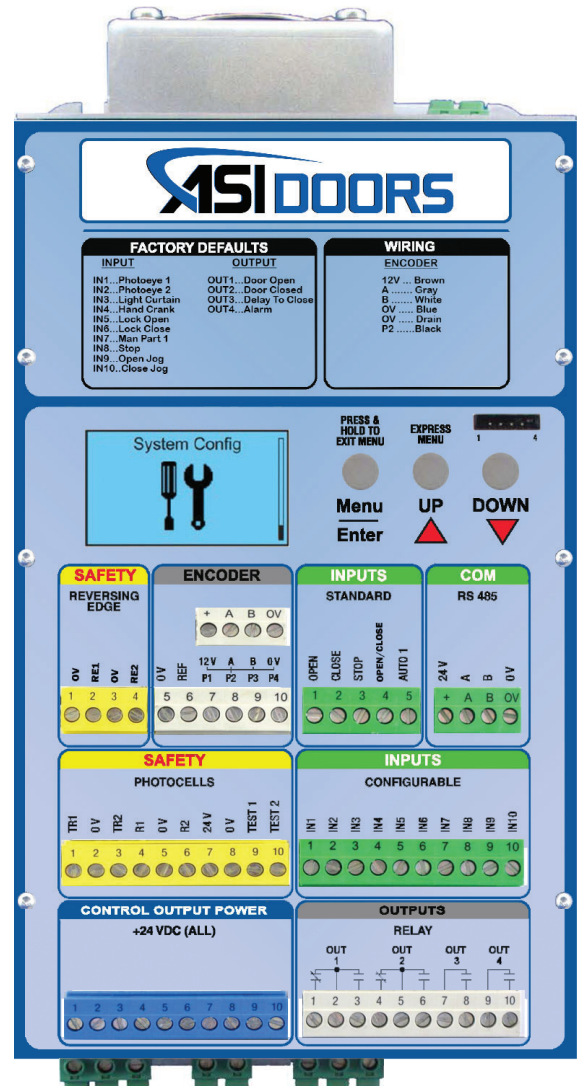 ASI DOORS
FACTORY DEFAULTS
INPUT
IN1...Photoeye 1
IN2...Photoeye 2
IN3...Light Curtain
IN4...Hand Crank
IN5...Lock Open
IN6...Lock Close
IN7...Man Part 1
IN8...Stop
IN9...Open Jog
IN10..Close Jog
OUTPUT
OUT1...Door Open
OUT2...Door Closed
OUT3...Delay To Close
OUT4...Alarm
WIRING
ENCODER
12V ... Brown
A ....... Gray
B ....... White
OV ..... Blue
OV ..... Drain
P2 ......Black
System Config
PRESS &
HOLD TO
EXIT MENU
EXPRESS
MENU
1 4
Menu
Enter
UP
DOWN
SAFETY
REVERSING
EDGE
0V RE1 0V RE2
1 2 3 4
ENCODER
+ A B OV
12V A B 0V
0V REF P1 P2 P3 P4
5 6 7 8 9 10
INPUTS
STANDARD
OPEN CLOSE STOP OPEN/CLOSE AUTO 1
1 2 3 4 5
COM
RS 485
24V A B 0V
+ A B OV
SAFETY
PHOTOCELLS
TR1 0V TR2 R1 0V R2 24V 0V TEST 1 TEST 2
1 2 3 4 5 6 7 8 9 10
INPUTS
CONFIGURABLE
IN1 IN2 IN3 IN4 IN5 IN6 IN7 IN8 IN9 IN10
1 2 3 4 5 6 7 8 9 10
CONTROL OUTPUT POWER
+24 VDC (ALL)
1 2 3 4 5 6 7 8 9 10
OUTPUTS
RELAY
OUT OUT OUT OUT
1 2 3 4
1 2 3 4 5 6 7 8 9 10